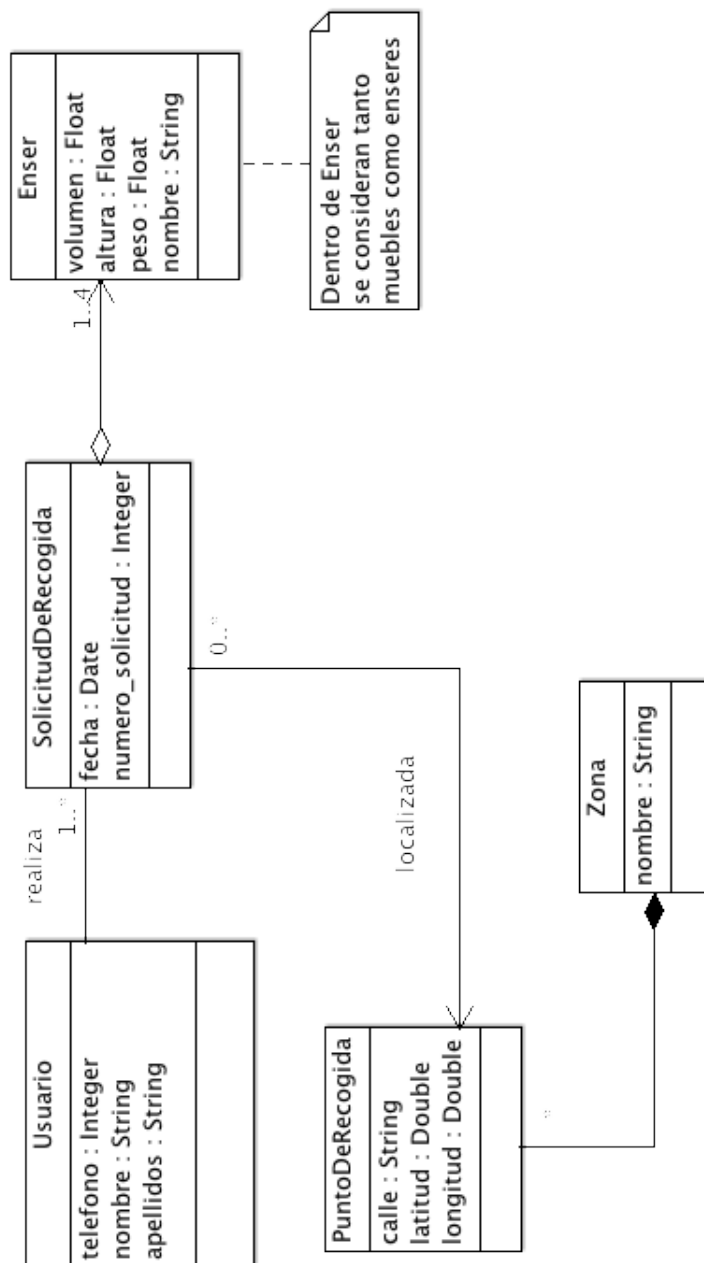 Usuario
telefono : Integer
nombre : String
apellidos : String
realiza
1..*
SolicitudDeRecogida
fecha : Date
numero_solicitud : Integer
1..4
Enser
volumen : Float
altura : Float
peso : Float
nombre : String
Dentro de Enser
se consideran tanto
muebles como enseres
0..*
localizada
PuntoDeRecogida
calle : String
latitud : Double
longitud : Double
*
Zona
nombre : String